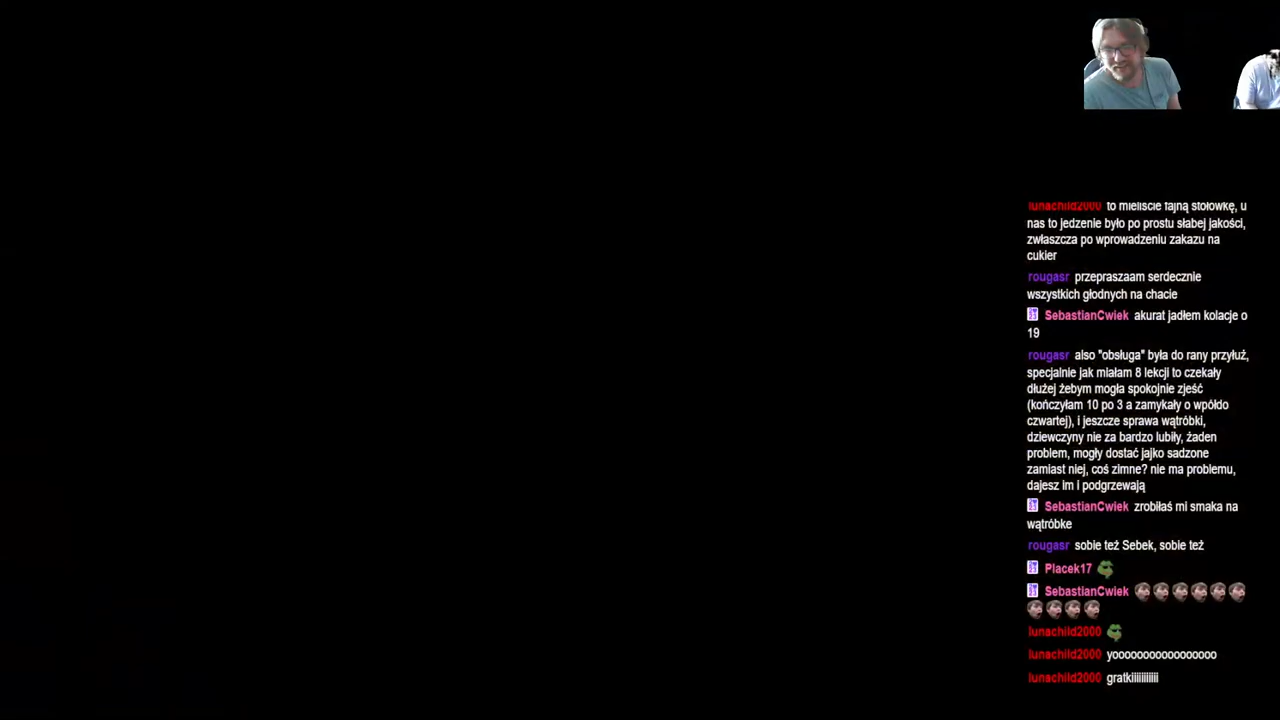 lunachild2000 to mieliście fajną stołówkę, u
nas to jedzenie było po prostu słabej jakości,
zwłaszcza po wprowadzeniu zakazu na
cukier
rougasr przepraszaam serdecznie
wszystkich głodnych na chacie
SebastianCwiek akurat jadłem kolacje o
19
rougasr also "obsługa" była do rany przyłuż,
specjalnie jak miałam 8 lekcji to czekały
dłużej żebym mogła spokojnie zjeść
(kończyłam 10 po 3 a zamykały o wpółdo
czwartej), i jeszcze sprawa wątróbki,
dziewczyny nie za bardzo lubiły, żaden
problem, mogły dostać jajko sadzone
zamiast niej, coś zimne? nie ma problemu,
dajesz im i podgrzewają
SebastianCwiek zrobiłaś mi smaka na
wątróbke
rougasr sobie też Sebek, sobie też
Placek17
SebastianCwiek
lunachild2000
lunachild2000 yooooooooooooooooo
lunachild2000 gratkiiiiiiiiiii